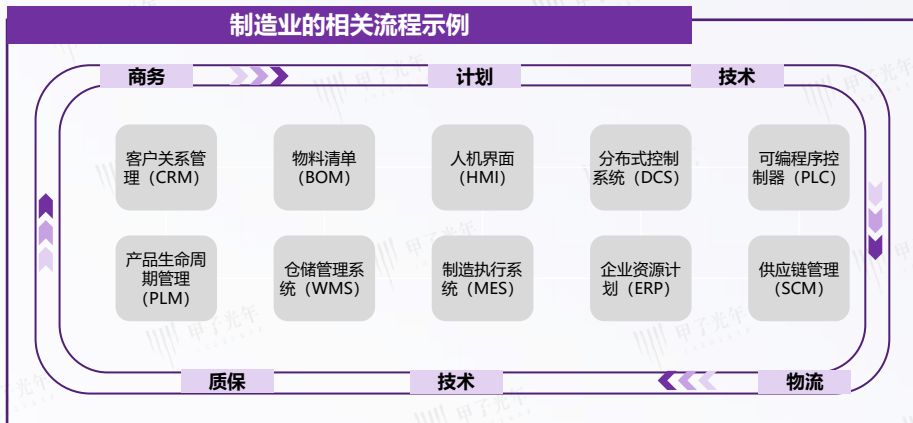 制造业的相关流程示例
商务
计划
技术
客户关系管
理（CRM）
物料清单
（BOM）
人机界面
（HMI）
分布式控制
系统（DCS）
可编程序控
制器（PLC）
产品生命周
期管理
（PLM）
仓储管理系
统（WMS）
制造执行系
统（MES）
企业资源计
划（ERP）
供应链管理
（SCM）
质保
技术
物流
甲子光年